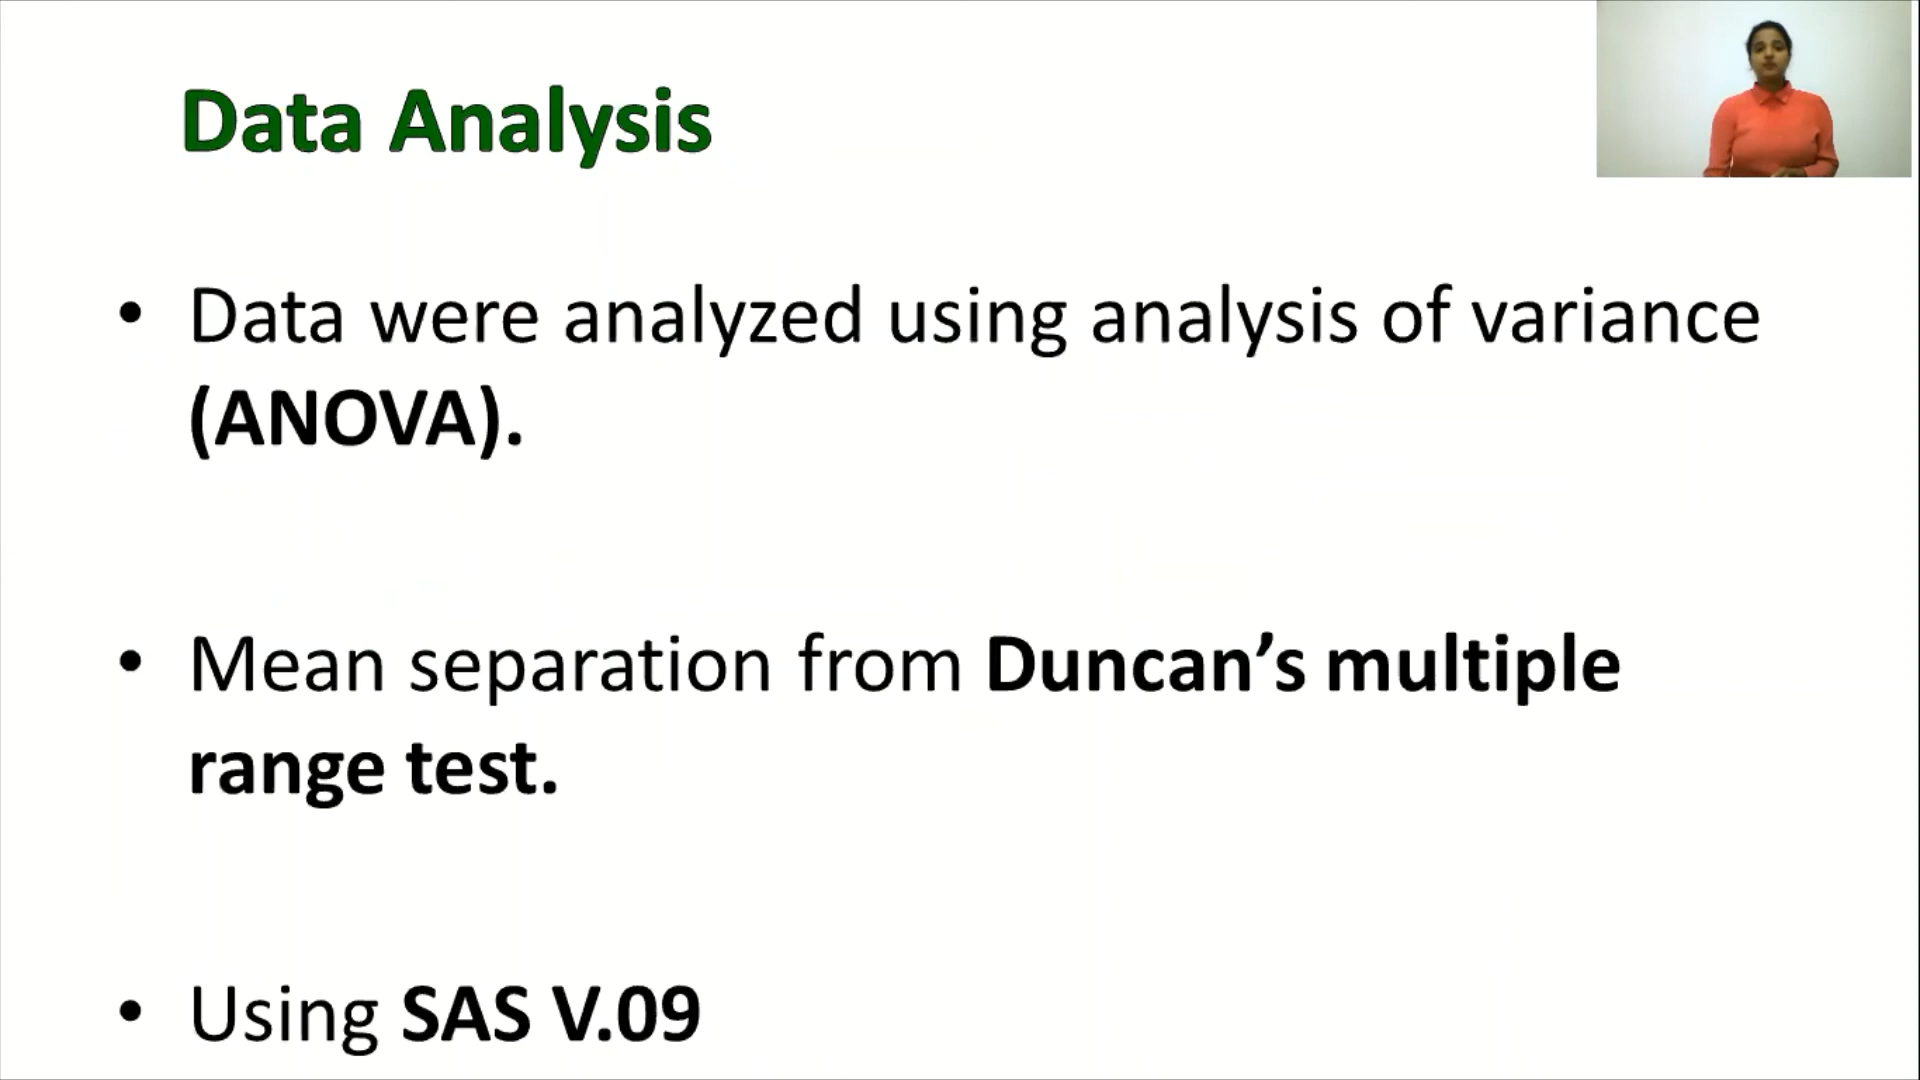 Data Analysis
• Data were analyzed using analysis of variance
(ANOVA).
• Mean separation from Duncan’s multiple
range test.
• Using SAS V.09